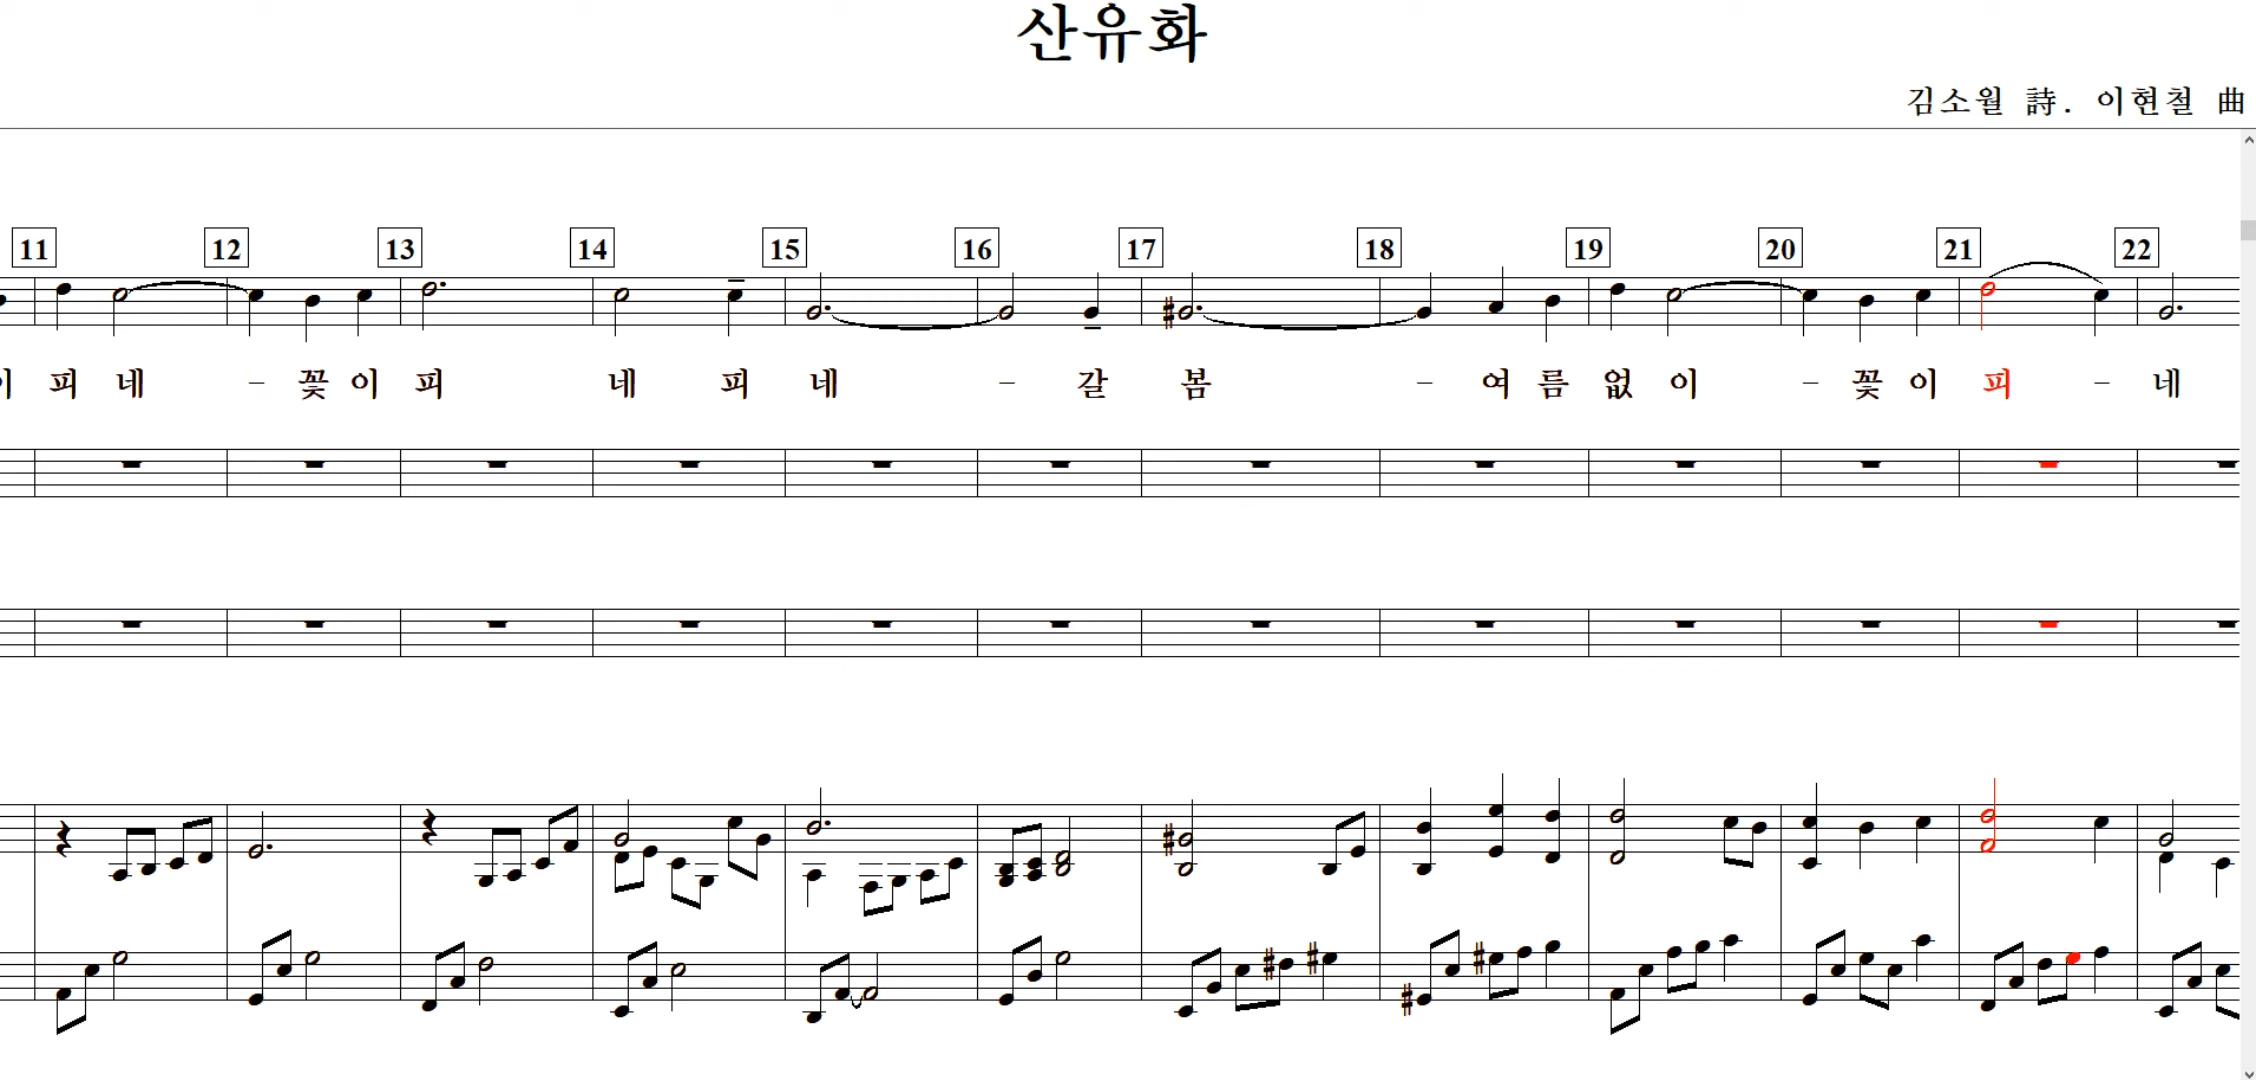 산유화
김소월 詩. 이현철 曲
11 12 13 14 15 16 17 18 19 20 21 22
이 피 네 - 꽃 이 피 네 피 네 - 갈 봄 - 여 름 없 이 - 꽃 이 피 - 네